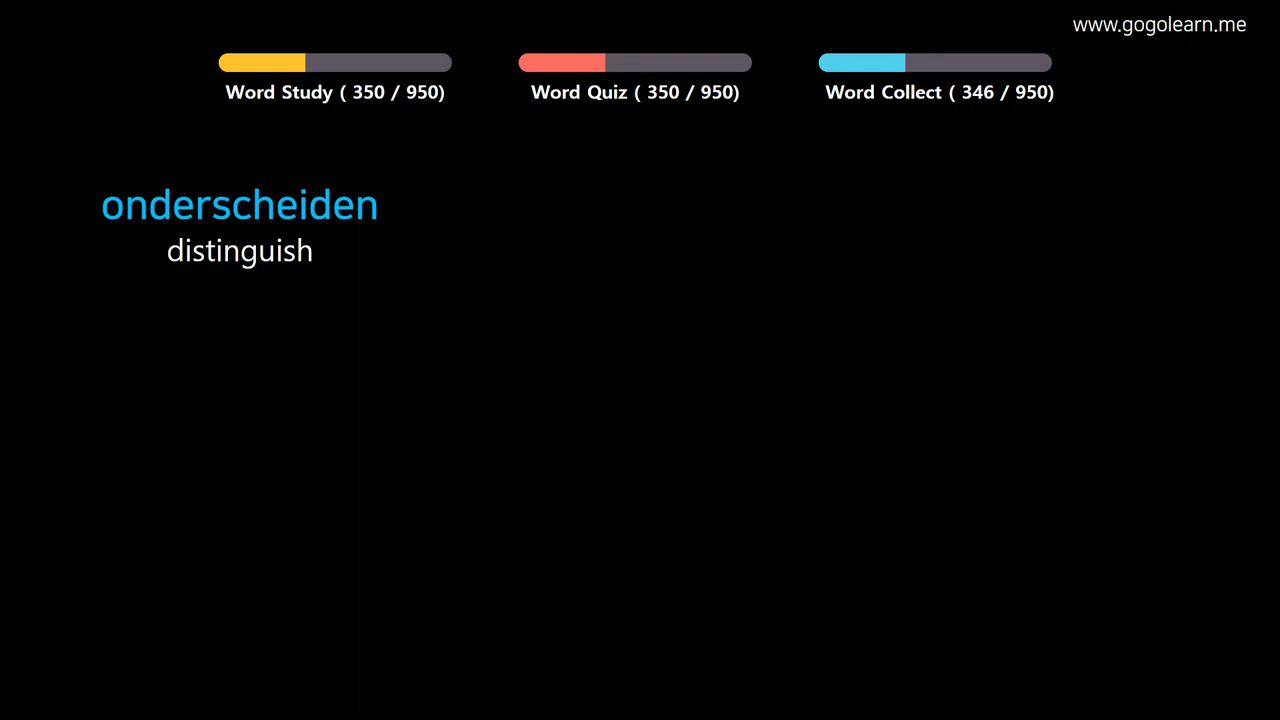 www.gogolearn.me
Word Study ( 350 / 950)
Word Quiz ( 350 / 950)
Word Collect ( 346 / 950)
onderscheiden
distinguish